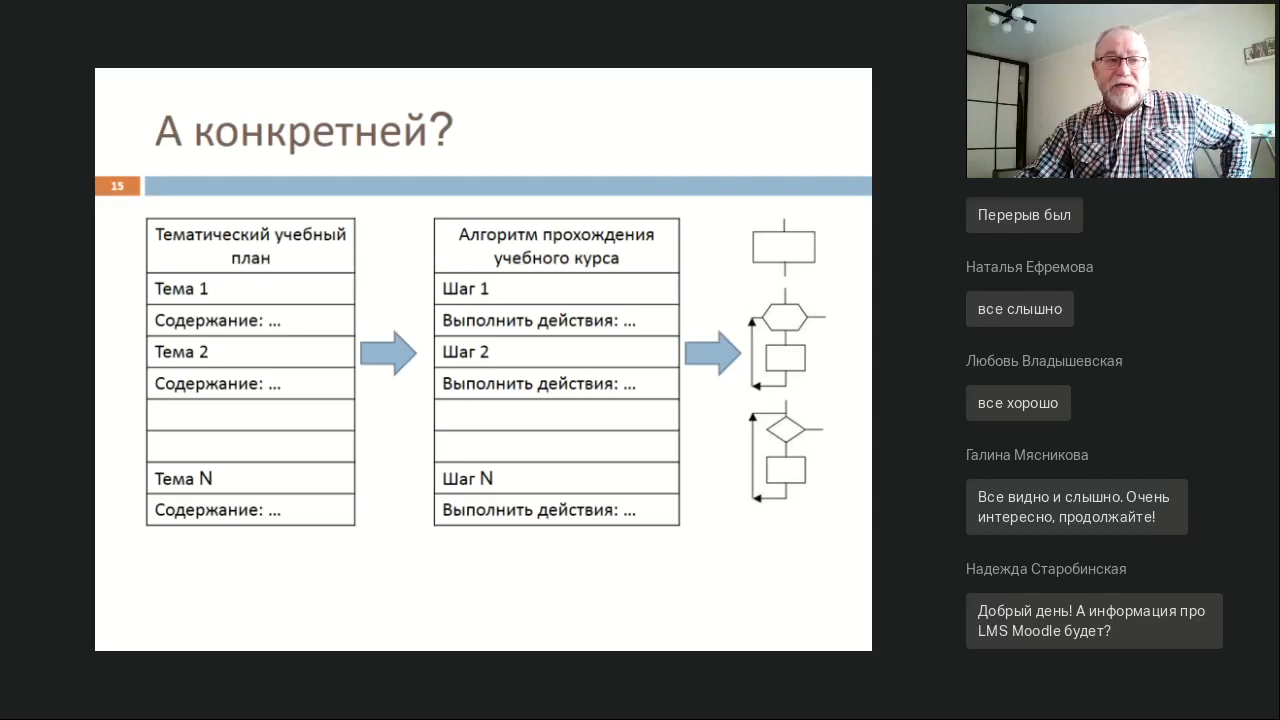 А конкретней?
15
Тематический учебный
план
Тема 1
Содержание: ...
Тема 2
Содержание: ...
Тема N
Содержание: ...
Алгоритм прохождения
учебного курса
Шаг 1
Выполнить действия: ...
Шаг 2
Выполнить действия: ...
Шаг N
Выполнить действия: ...
Перерыв был
Наталья Ефремова
все слышно
Любовь Владышевская
все хорошо
Галина Мясникова
Все видно и слышно. Очень
интересно, продолжайте!
Надежда Старобинская
Добрый день! А информация про
LMS Moodle будет?